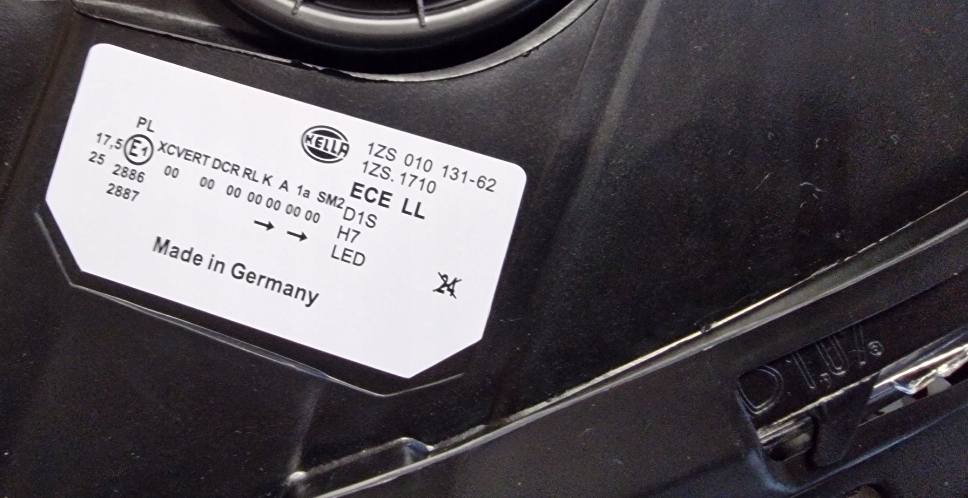 HELLA
1ZS 010 131-62
1ZS.1710
ECE LL
D1S
H7
LED
PL
17,5 E1 XCVERT DCR RL K A 1a SM2
25 00 00 00 00 00 00 00
2886
2887
→ →
Made in Germany
24